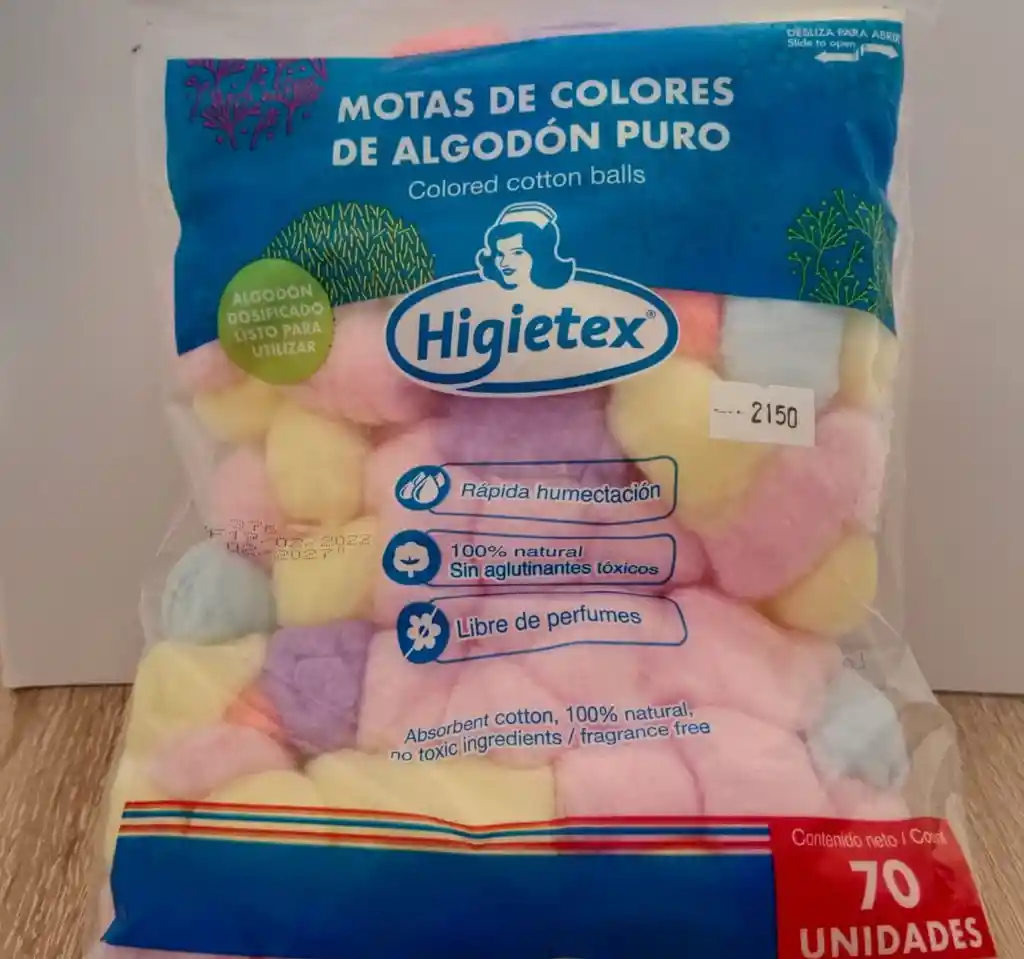 DESLIZA PARA ABRIR
Slide to open
MOTAS DE COLORES
DE ALGODÓN PURO
Colored cotton balls
ALGODÓN
DOSIFICADO
LISTO PARA
UTILIZAR
Higietex®
2150
Rápida humectación
100% natural
Sin aglutinantes tóxicos
Libre de perfumes
Absorbent cotton, 100% natural,
no toxic ingredients / fragrance free
Contenido neto / Count
70
UNIDADES